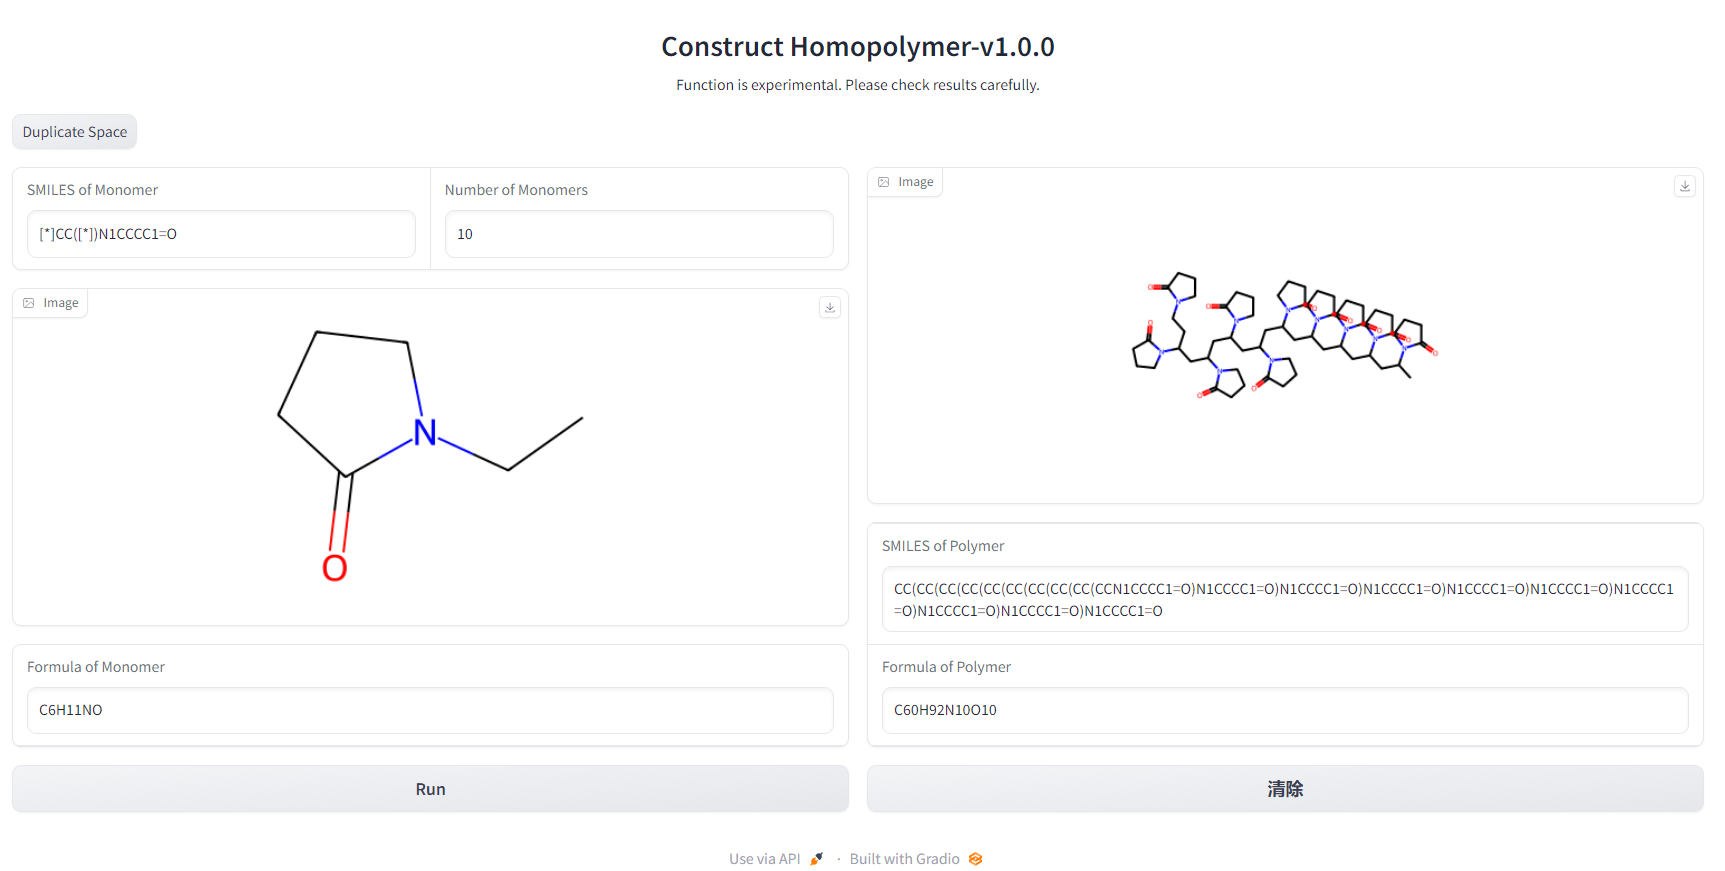 Construct Homopolymer-v1.0.0
Function is experimental. Please check results carefully.
Duplicate Space
SMILES of Monomer
[*]CC([*])N1CCCC1=O
Number of Monomers
10
Image
N
O
Formula of Monomer
C6H11NO
Run
Image
SMILES of Polymer
CC(CC(CC(CC(CC(CC(CC(CC(CC(CCN1CCCC1=O)N1CCCC1=O)N1CCCC1=O)N1CCCC1=O)N1CCCC1=O)N1CCCC1=O)N1CCCC1
=O)N1CCCC1=O)N1CCCC1=O)N1CCCC1=O
Formula of Polymer
C60H92N10O10
清除
Use via API · Built with Gradio